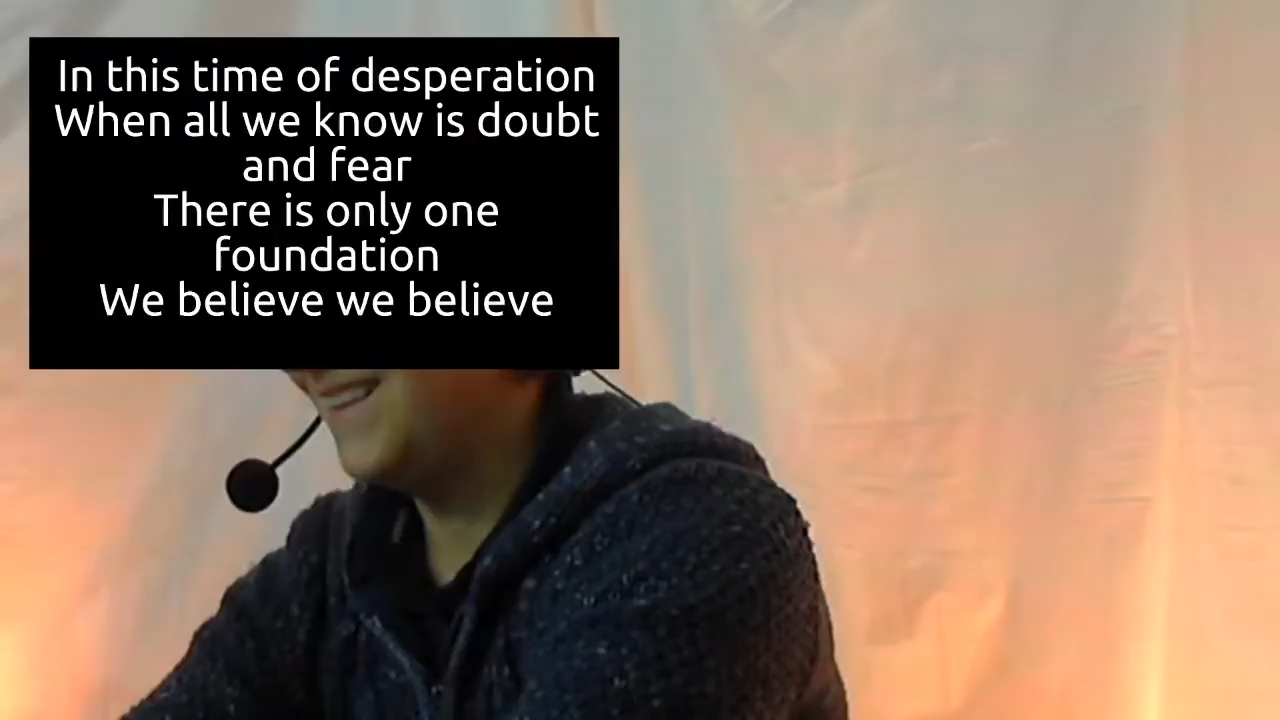 In this time of desperation
When all we know is doubt
and fear
There is only one
foundation
We believe we believe